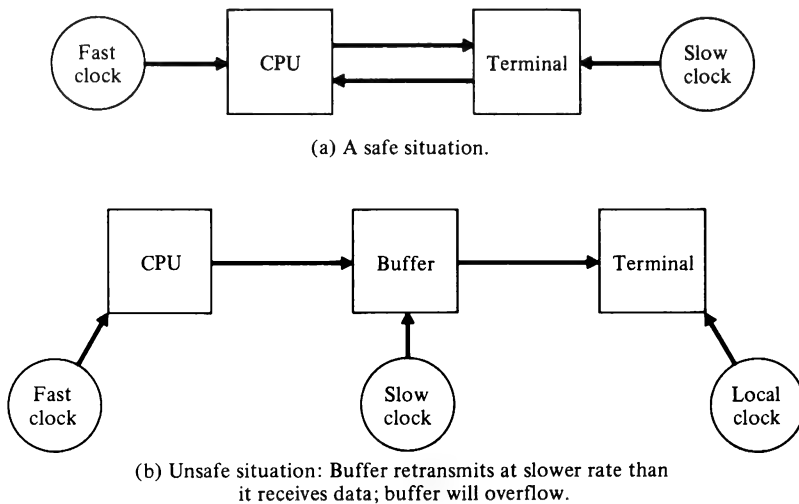 Fast
clock
CPU
Terminal
Slow
clock
(a) A safe situation.
CPU
Buffer
Terminal
Fast
clock
Slow
clock
Local
clock
(b) Unsafe situation: Buffer retransmits at slower rate than
it receives data; buffer will overflow.